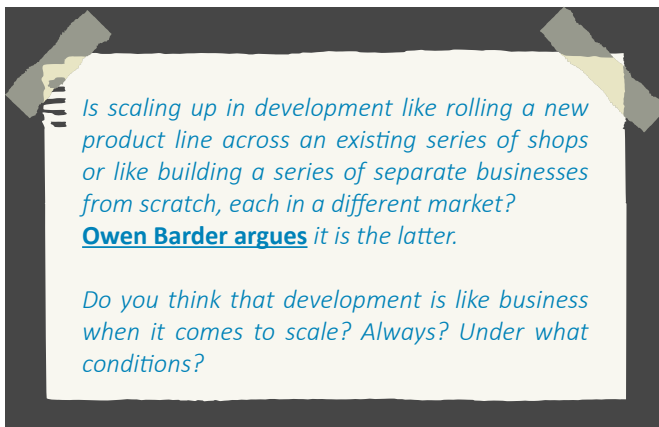 Is scaling up in development like rolling a new
product line across an existing series of shops
or like building a series of separate businesses
from scratch, each in a different market?
Owen Barder argues it is the latter.
Do you think that development is like business
when it comes to scale? Always? Under what
conditions?